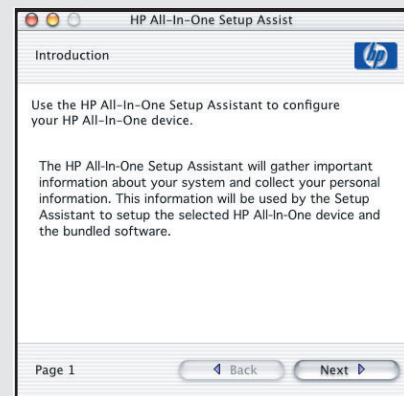 HP All-In-One Setup Assist
Introduction
hp
Use the HP All-In-One Setup Assistant to configure
your HP All-In-One device.
The HP All-In-One Setup Assistant will gather important
information about your system and collect your personal
information. This information will be used by the Setup
Assistant to setup the selected HP All-In-One device and
the bundled software.
Page 1
Back
Next